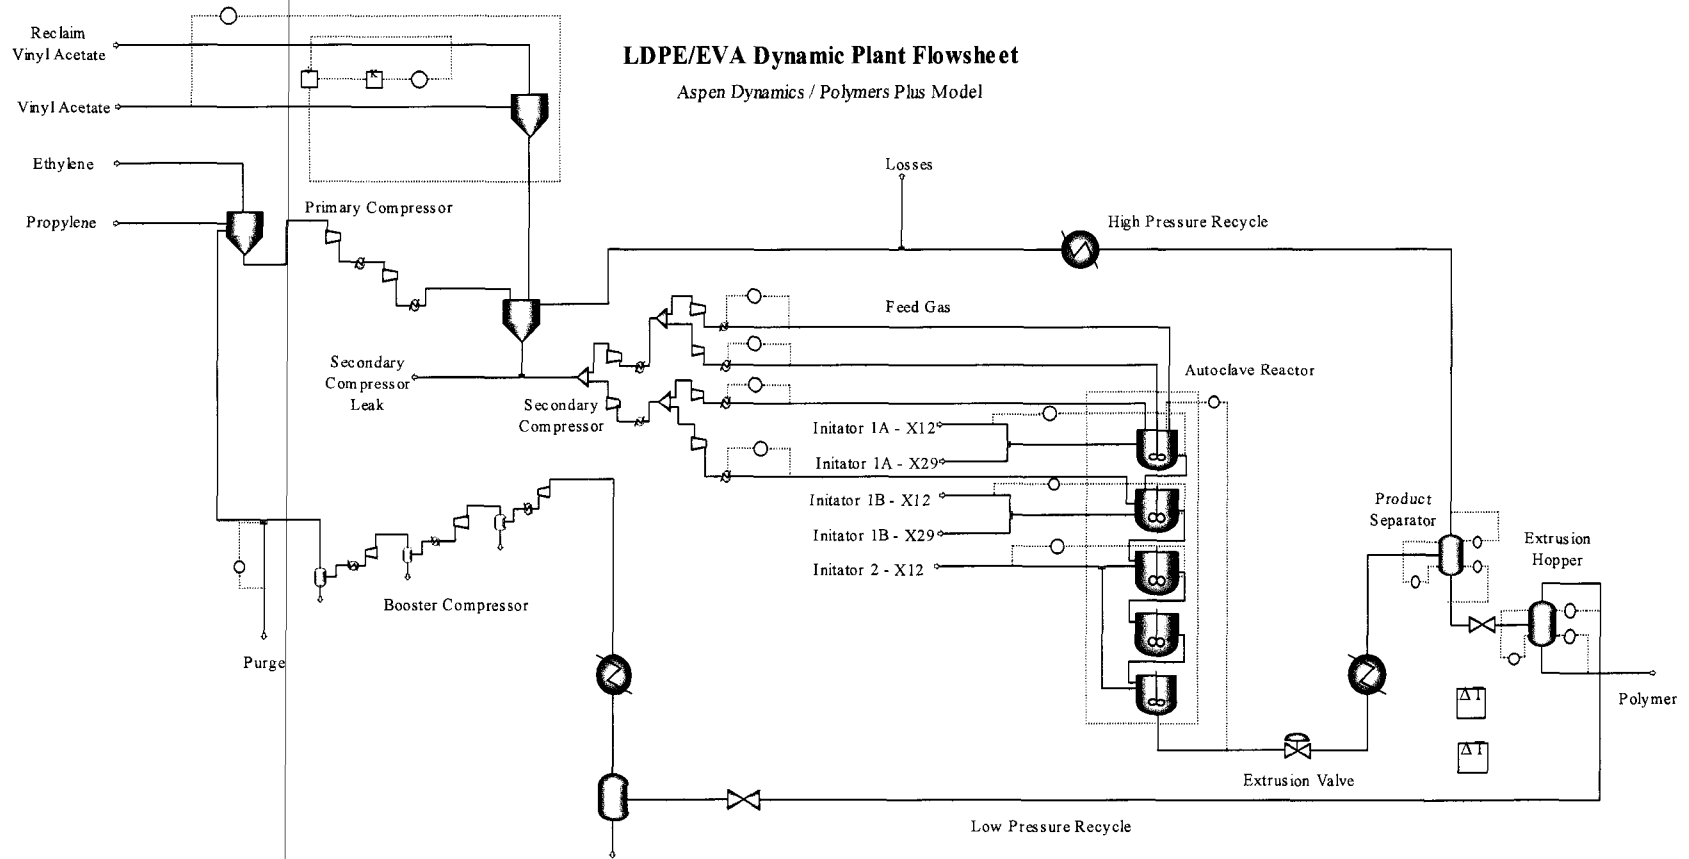 LDPE/EVA Dynamic Plant Flowsheet
Aspen Dynamics / Polymers Plus Model
Reclaim
Vinyl Acetate
Vinyl Acetate
Ethylene
Propylene
Primary Compressor
K
Losses
High Pressure Recycle
Feed Gas
Secondary
Compressor
Leak
Secondary
Compressor
Autoclave Reactor
Initator 1A - X12
Initator 1A - X29
Initator 1B - X12
Initator 1B - X29
Initator 2 - X12
Product
Separator
Extrusion
Hopper
Booster Compressor
Purge
Polymer
ΔT
ΔT
Extrusion Valve
Low Pressure Recycle